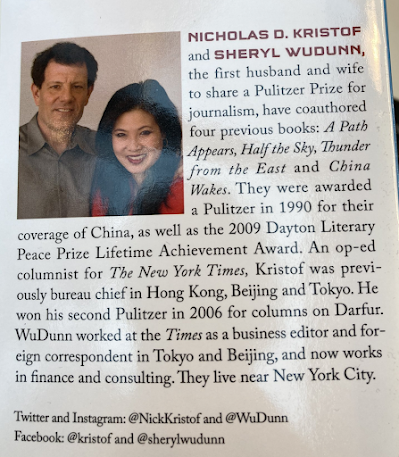 NICHOLAS D. KRISTOF
and SHERYL WUDUNN,
the first husband and wife
to share a Pulitzer Prize for
journalism, have coauthored
four previous books: A Path
Appears, Half the Sky, Thunder
from the East and China
Wakes. They were awarded
a Pulitzer in 1990 for their
coverage of China, as well as the 2009 Dayton Literary
Peace Prize Lifetime Achievement Award. An op-ed
columnist for The New York Times, Kristof was previ-
ously bureau chief in Hong Kong, Beijing and Tokyo. He
won his second Pulitzer in 2006 for columns on Darfur.
WuDunn worked at the Times as a business editor and for-
eign correspondent in Tokyo and Beijing, and now works
in finance and consulting. They live near New York City.
Twitter and Instagram: @NickKristof and @WuDunn
Facebook: @kristof and @sherylwudunn